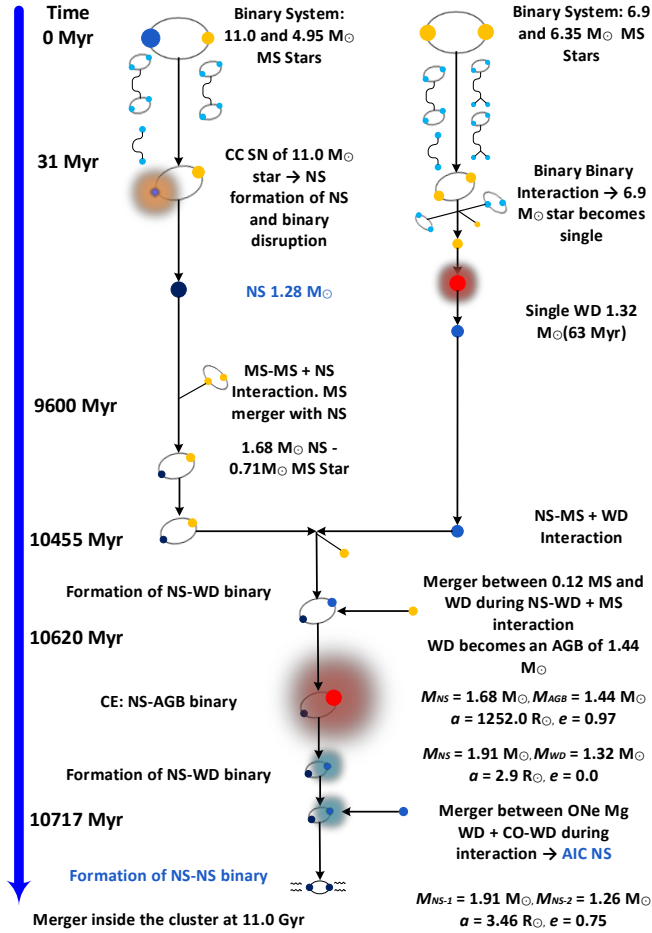 Time
0 Myr
Binary System:
11.0 and 4.95 M☉
MS Stars
Binary System: 6.9
and 6.35 M☉ MS
Stars
31 Myr
CC SN of 11.0 M☉
star → NS
formation of NS
and binary
disruption
Binary Binary
Interaction → 6.9
M☉ star becomes
single
NS 1.28 M☉
Single WD 1.32
M☉(63 Myr)
MS-MS + NS
Interaction. MS
merger with NS
9600 Myr
1.68 M☉ NS -
0.71M☉ MS Star
10455 Myr
NS-MS + WD
Interaction
Formation of NS-WD binary
Merger between 0.12 MS and
WD during NS-WD + MS
interaction
WD becomes an AGB of 1.44
M☉
10620 Myr
CE: NS-AGB binary
MNS = 1.68 M☉, MAGB = 1.44 M☉
a = 1252.0 R☉, e = 0.97
Formation of NS-WD binary
MNS = 1.91 M☉, MWD = 1.32 M☉
a = 2.9 R☉, e = 0.0
10717 Myr
Merger between ONe Mg
WD + CO-WD during
interaction → AIC NS
Formation of NS-NS binary
MNS-1 = 1.91 M☉, MNS-2 = 1.26 M☉
a = 3.46 R☉, e = 0.75
Merger inside the cluster at 11.0 Gyr